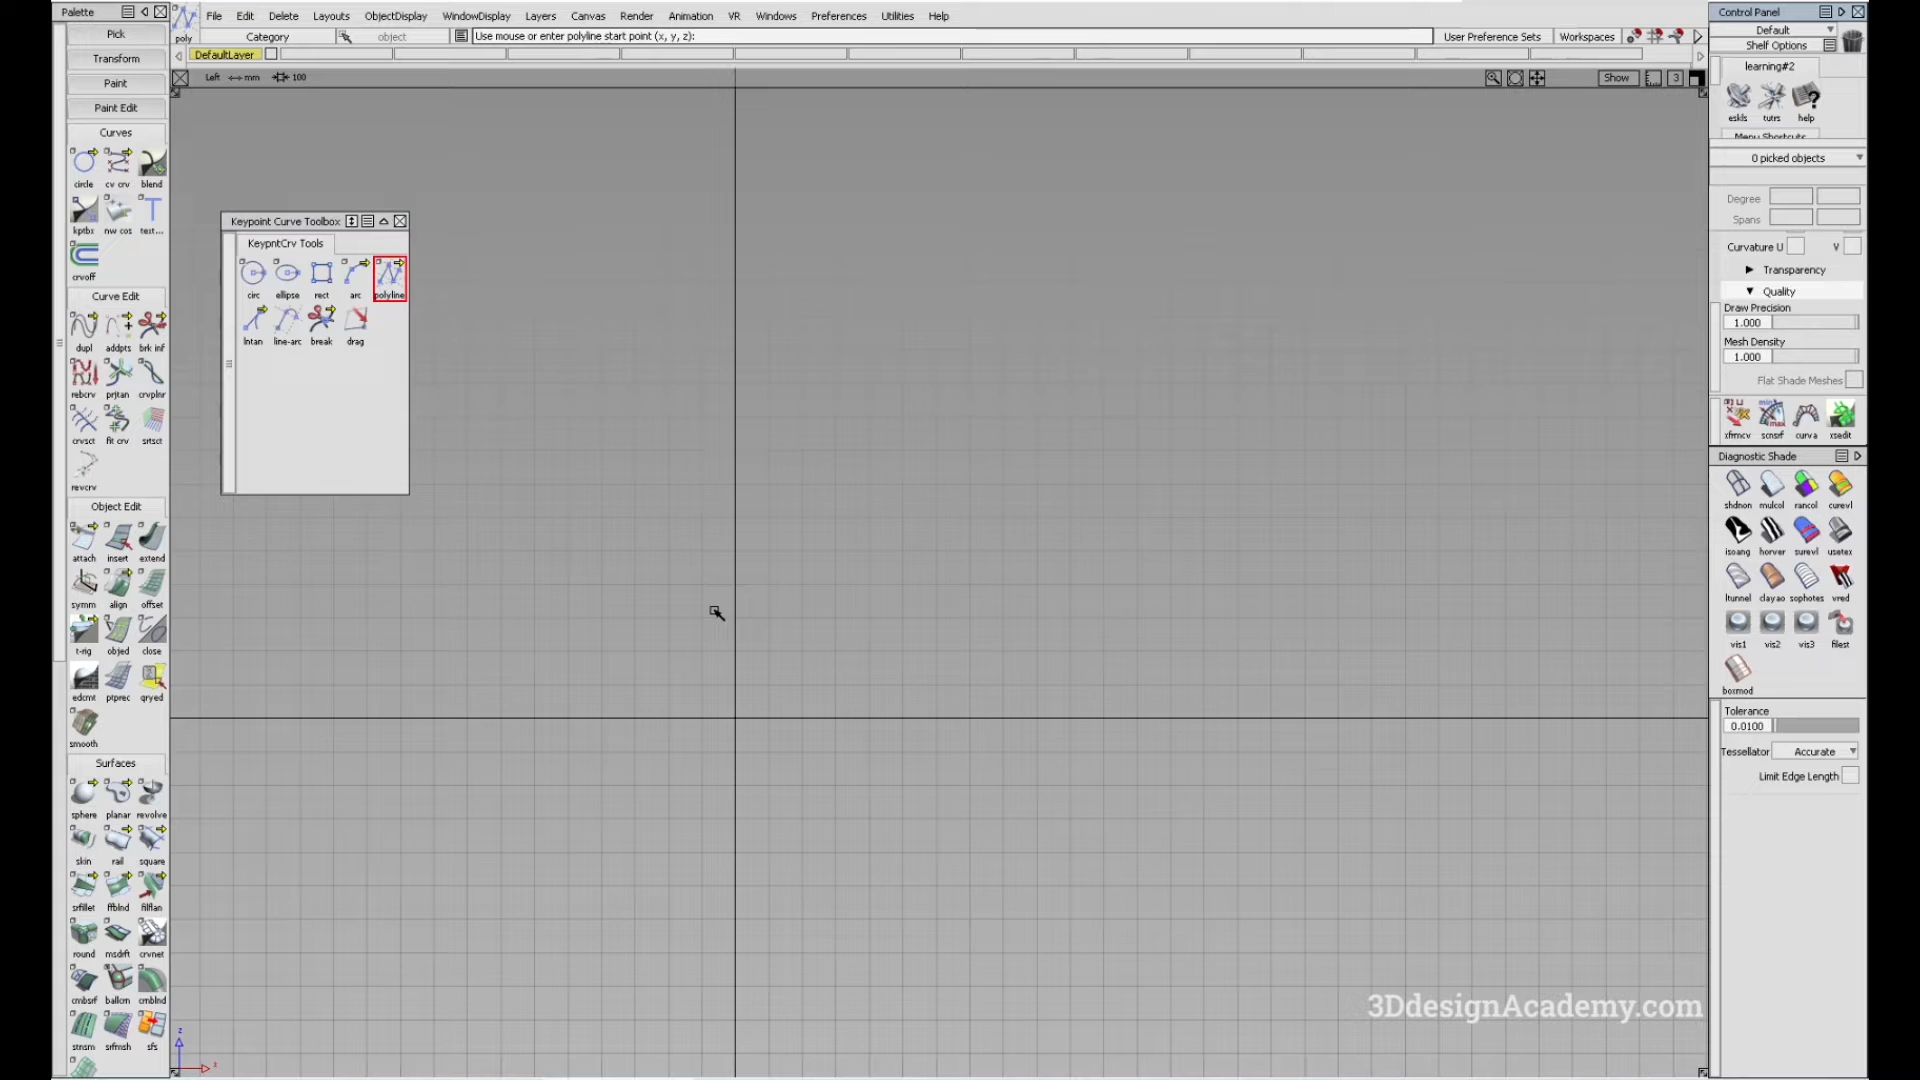 Palette
Pick
Transform
Paint
Paint Edit
Curves
circle cv crv blend
kptbx nw cos text...
crvoff
Curve Edit
dupl addpts brk inf
rebcrv prjtan crvplnr
crvsct fit crv srtsct
revcrv
Object Edit
attach insert extend
symm align offset
t-rig objed close
edcmt ptprec qryed
smooth
Surfaces
sphere planar revolve
skin rail square
srfillet ffblnd filflan
round msdrft crvnet
cmbsrf ballcrn cmblnd
stnsm srfmsh sfs
poly
File Edit Delete Layouts ObjectDisplay WindowDisplay Layers Canvas Render Animation VR Windows Preferences Utilities Help
Category object Use mouse or enter polyline start point (x, y, z): User Preference Sets Workspaces
DefaultLayer
Left mm 100 Show 3
Keypoint Curve Toolbox
KeypntCrv Tools
circ ellipse rect arc polyline
lntan line-arc break drag
z
x
3DdesignAcademy.com
Control Panel
Default
Shelf Options
learning#2
eskls tutrs help
Menu Shortcuts
0 picked objects
Degree
Spans
Curvature U V
Transparency
Quality
Draw Precision
1.000
Mesh Density
1.000
Flat Shade Meshes
xfrmcv scnsrf curva xsedit
Diagnostic Shade
shdnon mulcol rancol curevl
isoang horver surevl usetex
ltunnel clayao sophotes vred
vis1 vis2 vis3 filest
boxmod
Tolerance
0.0100
Tessellator Accurate
Limit Edge Length